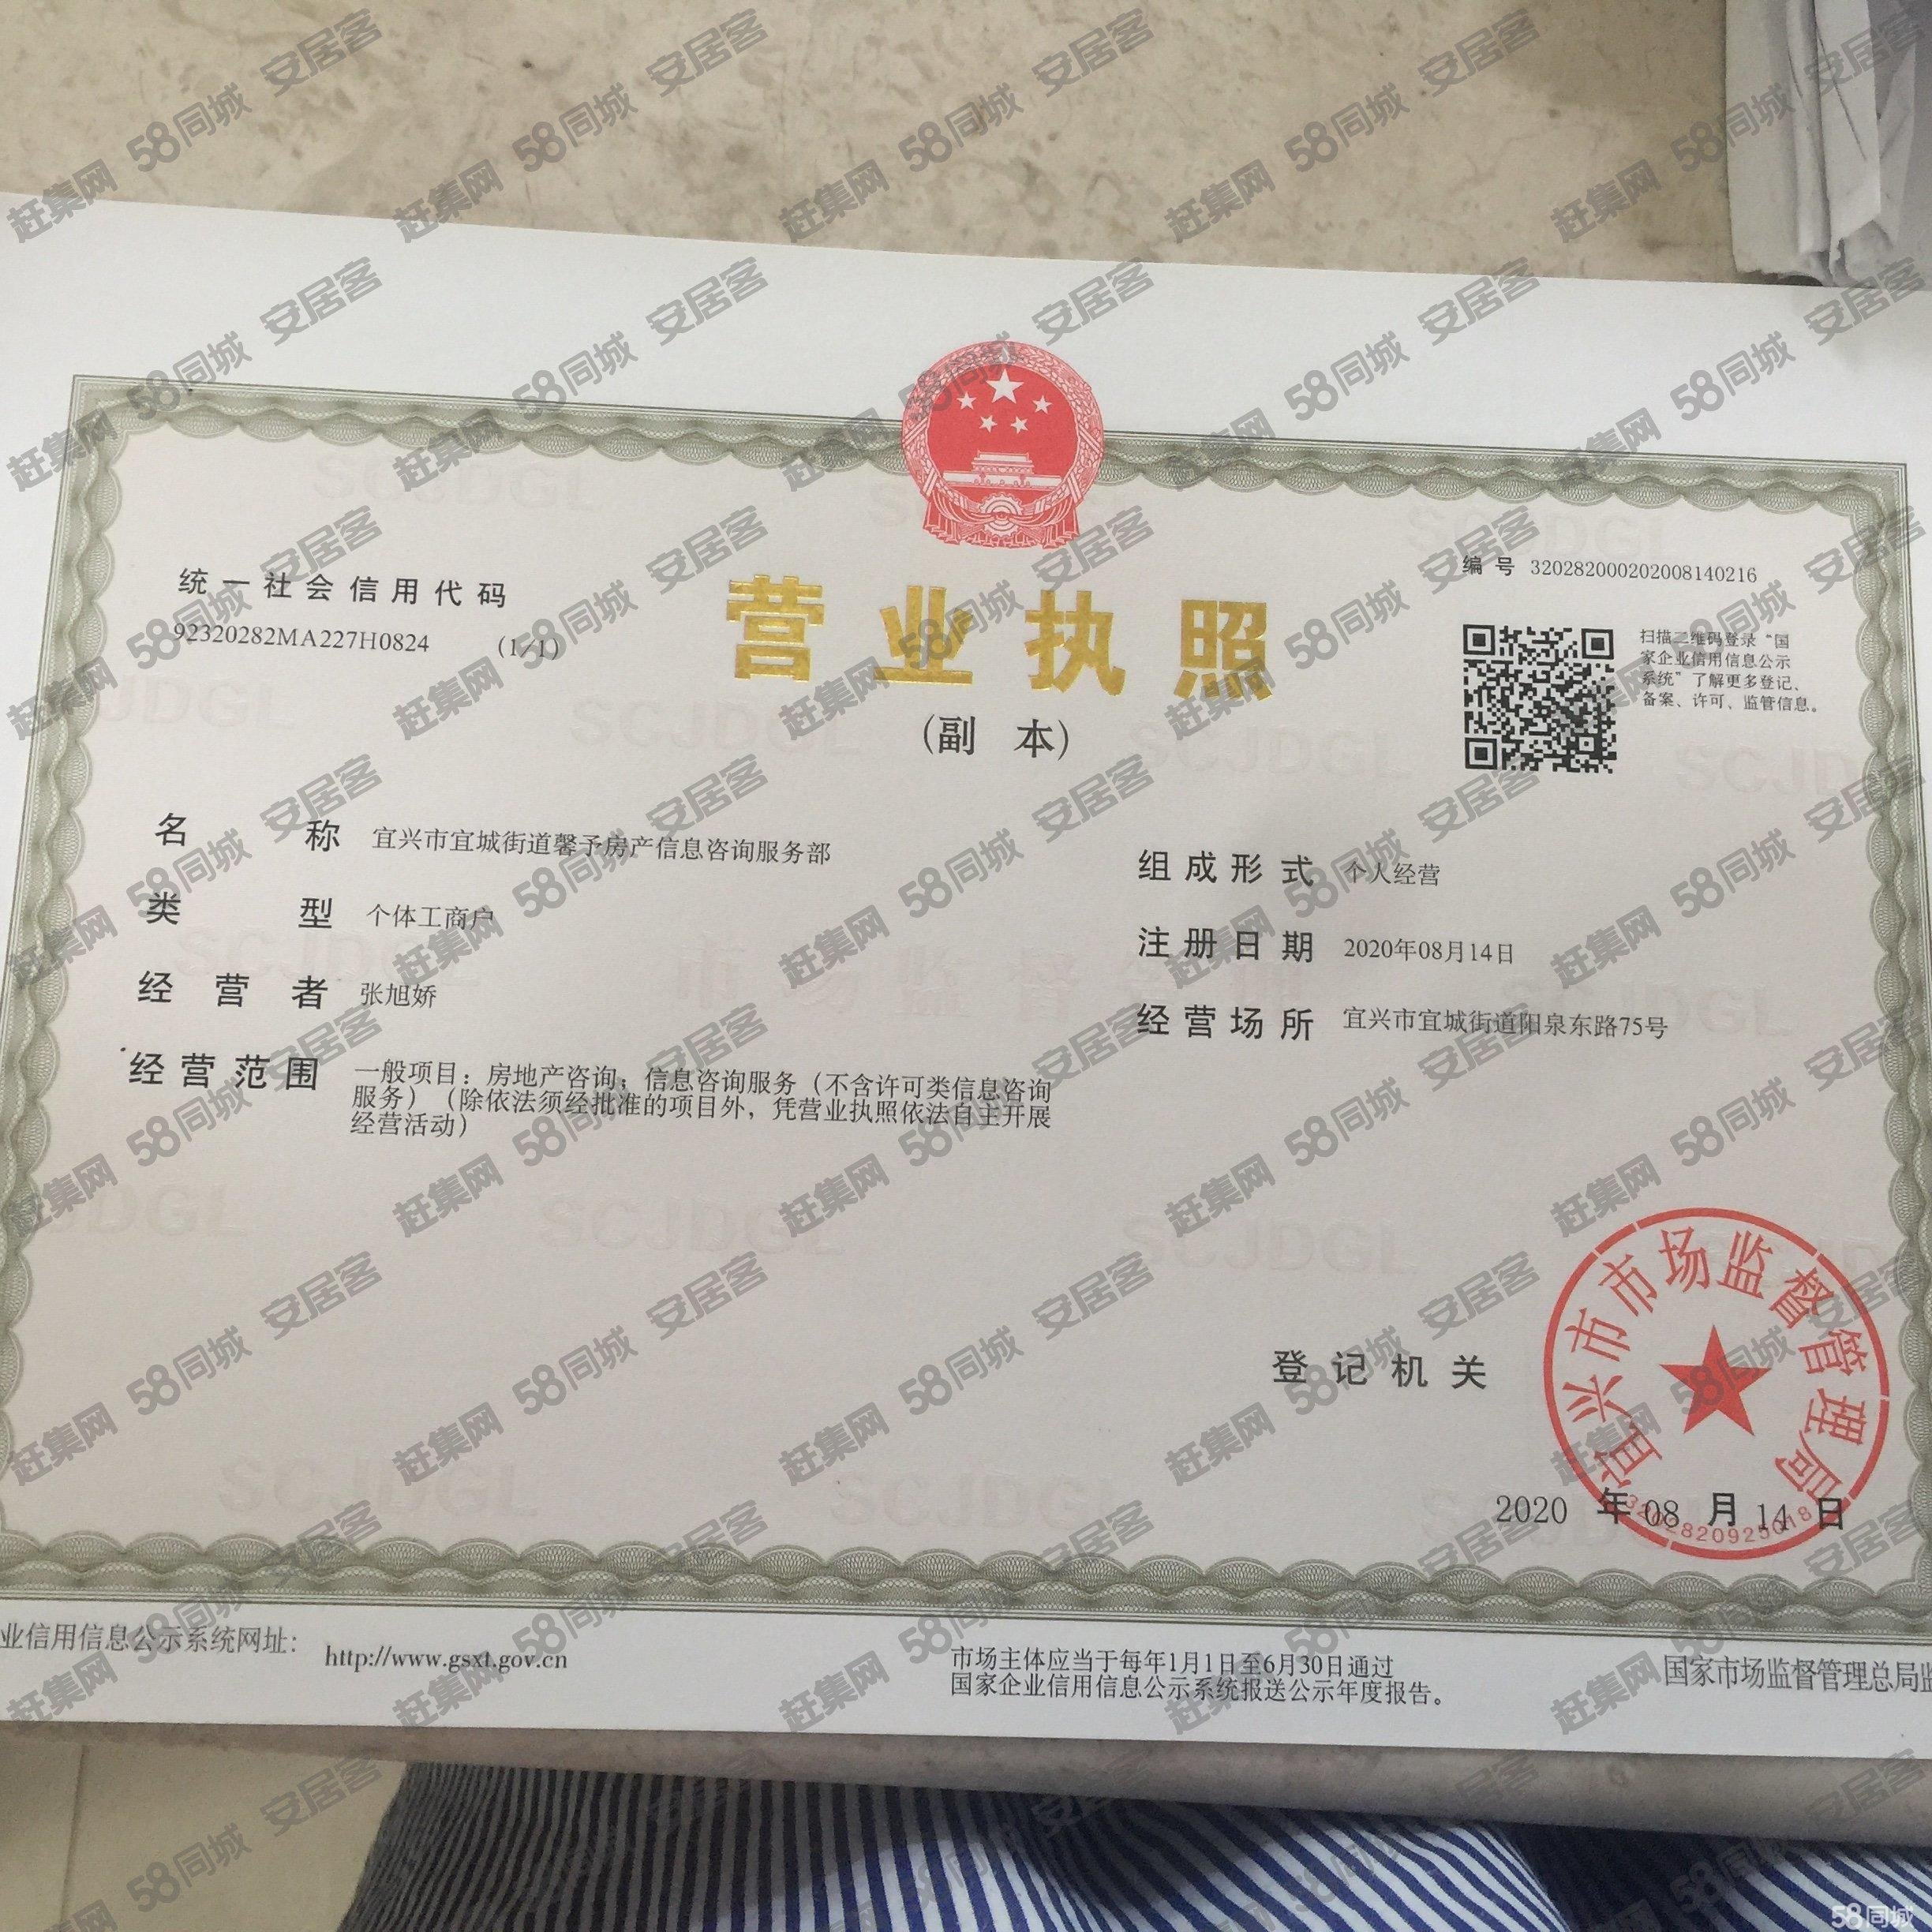 编号 320282000202008140216
统一社会信用代码
92320282MA227H0824 (1/1)
营业执照
(副 本)
扫描二维码登录“国
家企业信用信息公示
系统”了解更多登记、
备案、许可、监管信息。
名称 宜兴市宜城街道馨予房产信息咨询服务部
类型 个体工商户
经营者 张旭娇
经营范围 一般项目：房地产咨询；信息咨询服务（不含许可类信息咨询
服务）（除依法须经批准的项目外，凭营业执照依法自主开展
经营活动）
组成形式 个人经营
注册日期 2020年08月14日
经营场所 宜兴市宜城街道阳泉东路75号
登记机关
宜兴市市场监督管理局
2020 年 08 月 14 日
业信用信息公示系统网址：
http://www.gsxt.gov.cn
市场主体应当于每年1月1日至6月30日通过
国家企业信用信息公示系统报送公示年度报告。
国家市场监督管理总局监
SCJDGL
赶集网 58同城 安居客
58同城